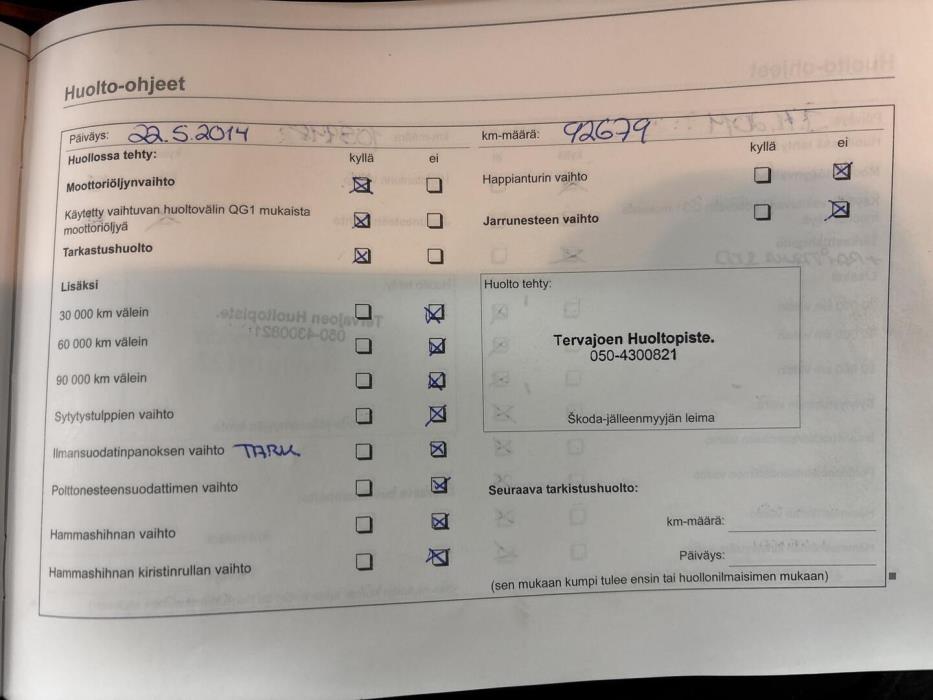 Huolto-ohjeet
Päiväys: 22.5.2014
km-määrä: 92679
Huollossa tehty: kyllä ei
kyllä ei
Moottoriöljynvaihto
Happianturin vaihto
Käytetty vaihtuvan huoltovälin QG1 mukaista
moottoriöljyä
Jarrunesteen vaihto
Tarkastushuolto
Lisäksi
30 000 km välein
60 000 km välein
90 000 km välein
Sytytystulppien vaihto
Ilmansuodatinpanoksen vaihto TARK
Polttonesteensuodattimen vaihto
Hammashihnan vaihto
Hammashihnan kiristinrullan vaihto
Huolto tehty:
Tervajoen Huoltopiste.
050-4300821
Škoda-jälleenmyyjän leima
Seuraava tarkistushuolto:
km-määrä:
Päiväys:
(sen mukaan kumpi tulee ensin tai huollonilmaisimen mukaan)